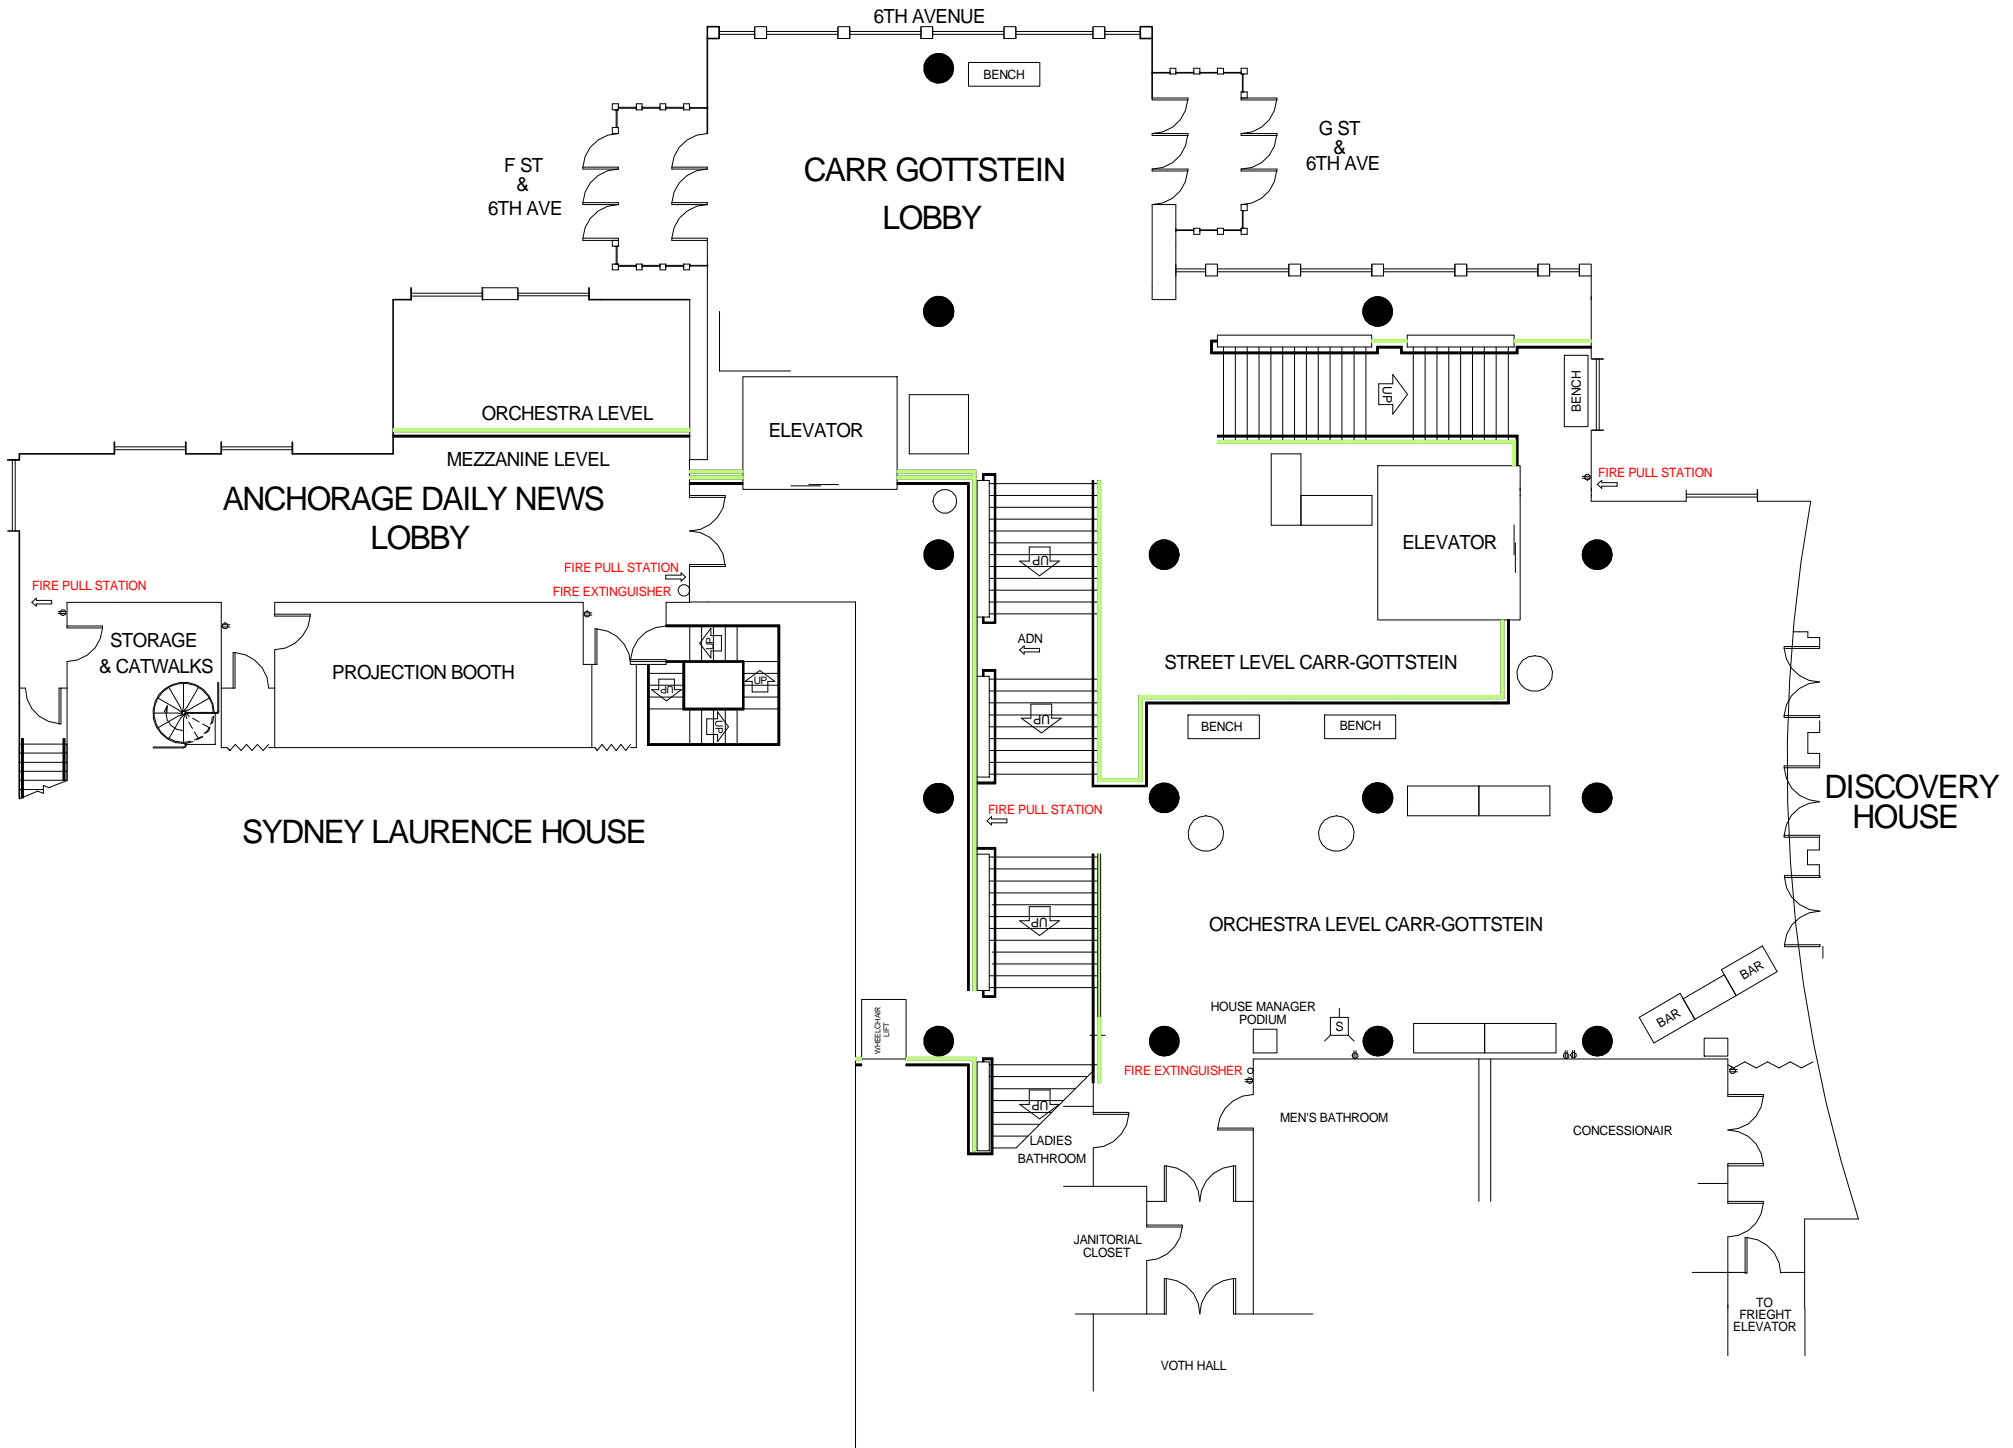 6TH AVENUE
BENCH
F ST
&
6TH AVE
CARR GOTTSTEIN
LOBBY
G ST
&
6TH AVE
ORCHESTRA LEVEL
ELEVATOR
UP
BENCH
MEZZANINE LEVEL
ANCHORAGE DAILY NEWS
LOBBY
FIRE PULL STATION
ELEVATOR
UP
FIRE PULL STATION
FIRE PULL STATION
FIRE EXTINGUISHER
STORAGE
& CATWALKS
PROJECTION BOOTH
UP
UP
UP
UP
ADN
STREET LEVEL CARR-GOTTSTEIN
UP
BENCH
BENCH
FIRE PULL STATION
DISCOVERY
HOUSE
SYDNEY LAURENCE HOUSE
UP
ORCHESTRA LEVEL CARR-GOTTSTEIN
BAR
BAR
WHEELCHAIR
LIFT
HOUSE MANAGER
PODIUM
S
FIRE EXTINGUISHER
UP
LADIES
BATHROOM
MEN'S BATHROOM
CONCESSIONAIR
JANITORIAL
CLOSET
TO
FRIEGHT
ELEVATOR
VOTH HALL